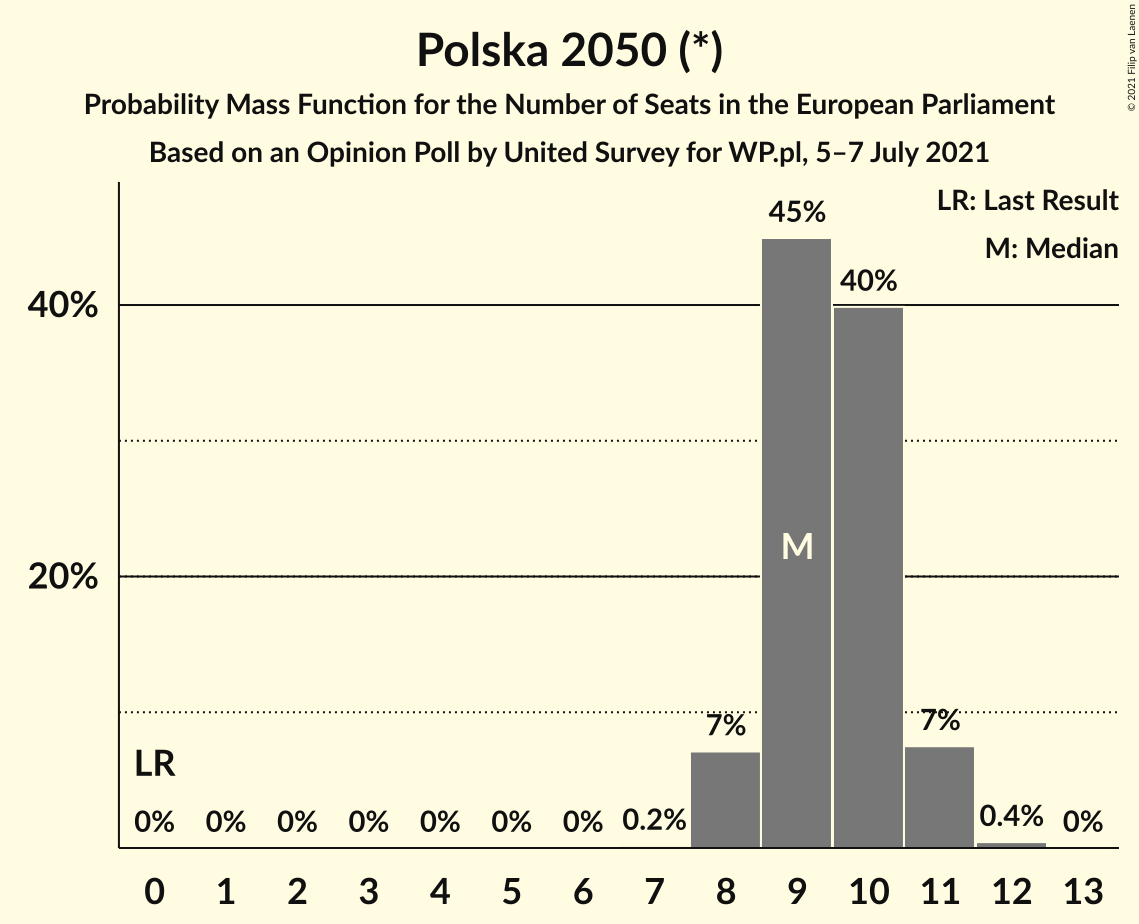 Polska 2050 (*)
Probability Mass Function for the Number of Seats in the European Parliament
Based on an Opinion Poll by United Survey for WP.pl, 5–7 July 2021
© 2021 Filip van Laenen
LR: Last Result
M: Median
45%
40%
40%
M
20%
7%
7%
LR
0% 0% 0% 0% 0% 0% 0% 0.2% 0.4% 0%
0 1 2 3 4 5 6 7 8 9 10 11 12 13